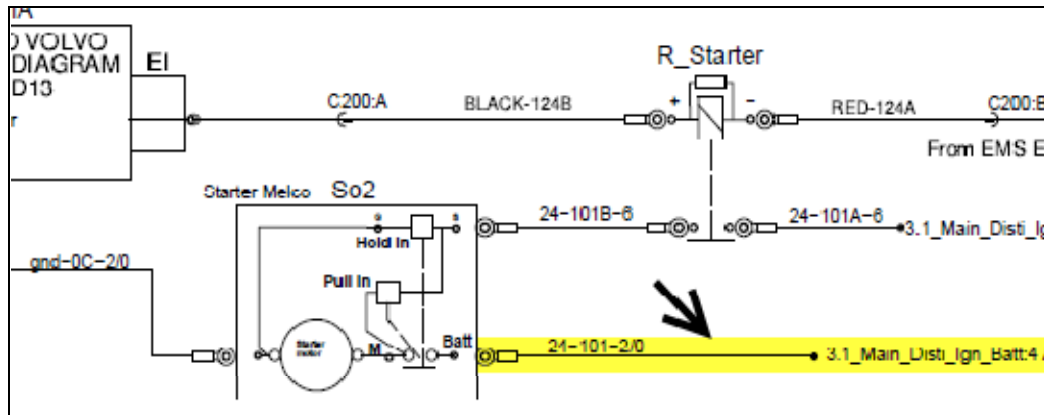 VOLVO
DIAGRAM
D13
EI
C200:A
BLACK-124B
R_Starter
+
-
RED-124A
From EMS E
Starter Melco So2
24-101B-6
24-101A-6
3.1_Main_Disti_Ig
Hold In
gnd-0C-2/0
Pull In
Starter
motor
M
Batt
24-101-2/0
3.1_Main_Disti_Ign_Batt:4